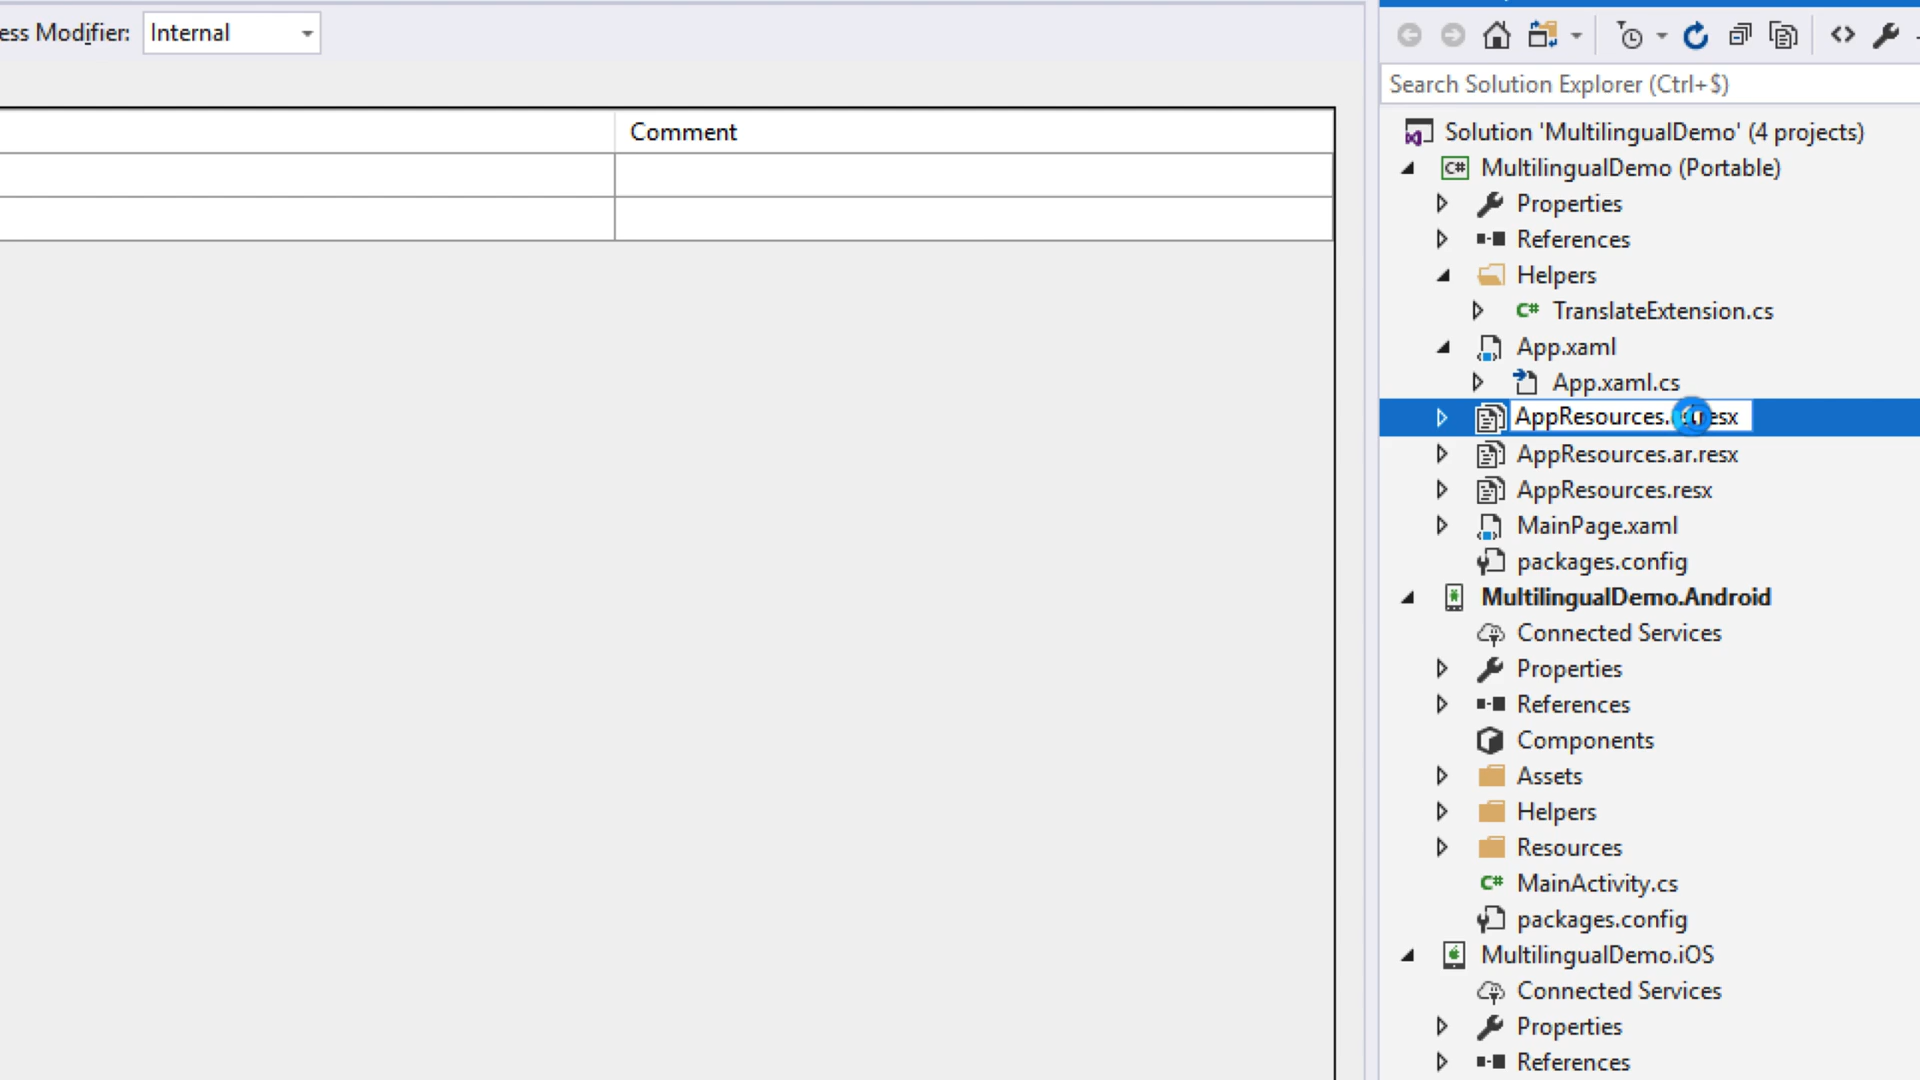 ess Modifier: Internal
Comment
Search Solution Explorer (Ctrl+$)
Solution 'MultilingualDemo' (4 projects)
MultilingualDemo (Portable)
Properties
References
Helpers
TranslateExtension.cs
App.xaml
App.xaml.cs
AppResources.
AppResources.ar.resx
AppResources.resx
MainPage.xaml
packages.config
MultilingualDemo.Android
Connected Services
Properties
References
Components
Assets
Helpers
Resources
MainActivity.cs
packages.config
MultilingualDemo.iOS
Connected Services
Properties
References